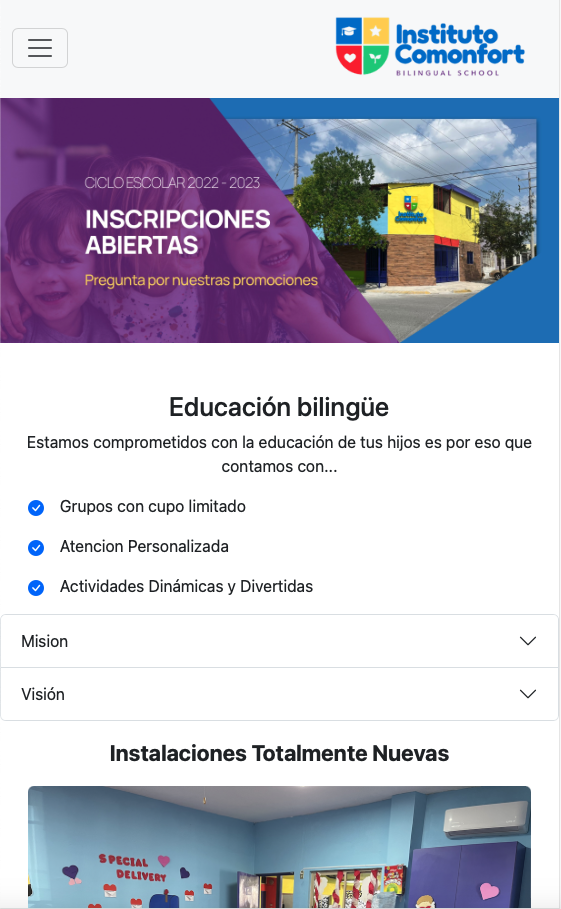 Instituto
Comonfort
BILINGUAL SCHOOL
CICLO ESCOLAR 2022 - 2023
INSCRIPCIONES
ABIERTAS
Pregunta por nuestras promociones
Instituto
Comonfort
Educación bilingüe
Estamos comprometidos con la educación de tus hijos es por eso que
contamos con...
Grupos con cupo limitado
Atencion Personalizada
Actividades Dinámicas y Divertidas
Mision
Visión
Instalaciones Totalmente Nuevas
SPECIAL
DELIVERY